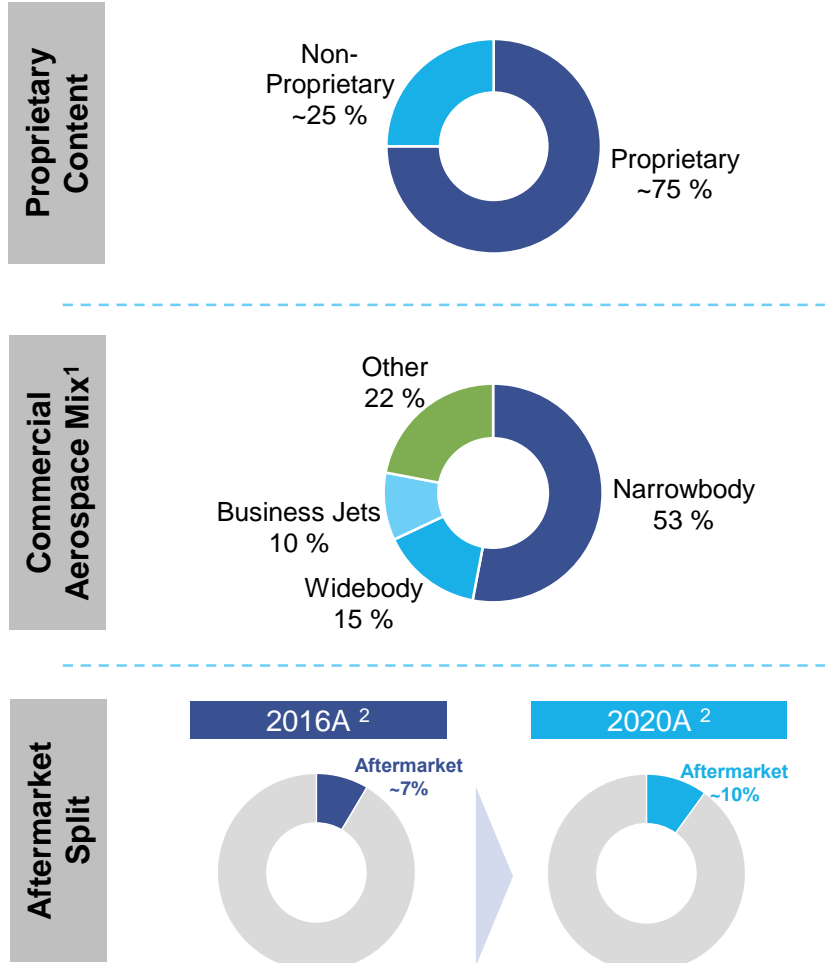 Proprietary
Content
Non-
Proprietary
~25 %
Proprietary
~75 %
Commercial
Aerospace Mix1
Other
22 %
Narrowbody
53 %
Business Jets
10 %
Widebody
15 %
Aftermarket
Split
2016A 2
2020A 2
Aftermarket
~7%
Aftermarket
~10%